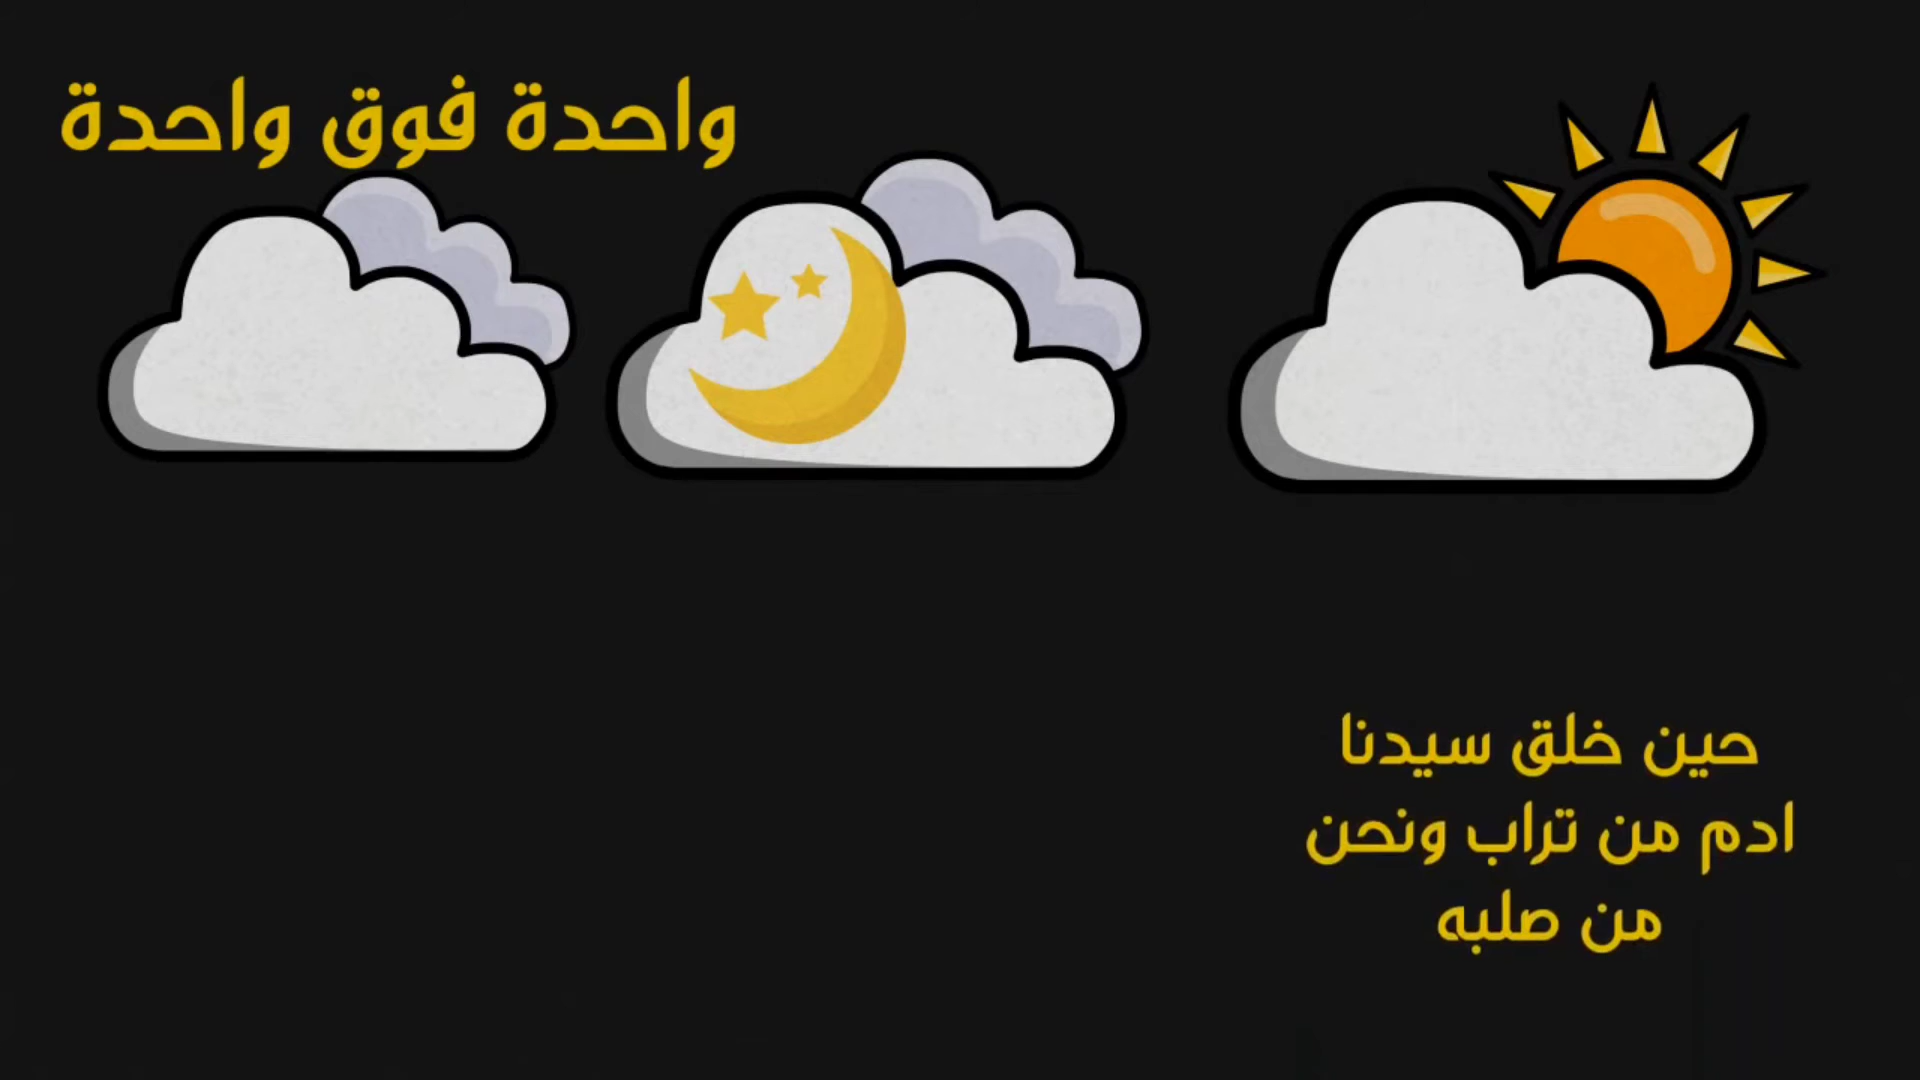 واحدة فوق واحدة
حين خلق سيدنا
ادم من تراب ونحن
من صلبه